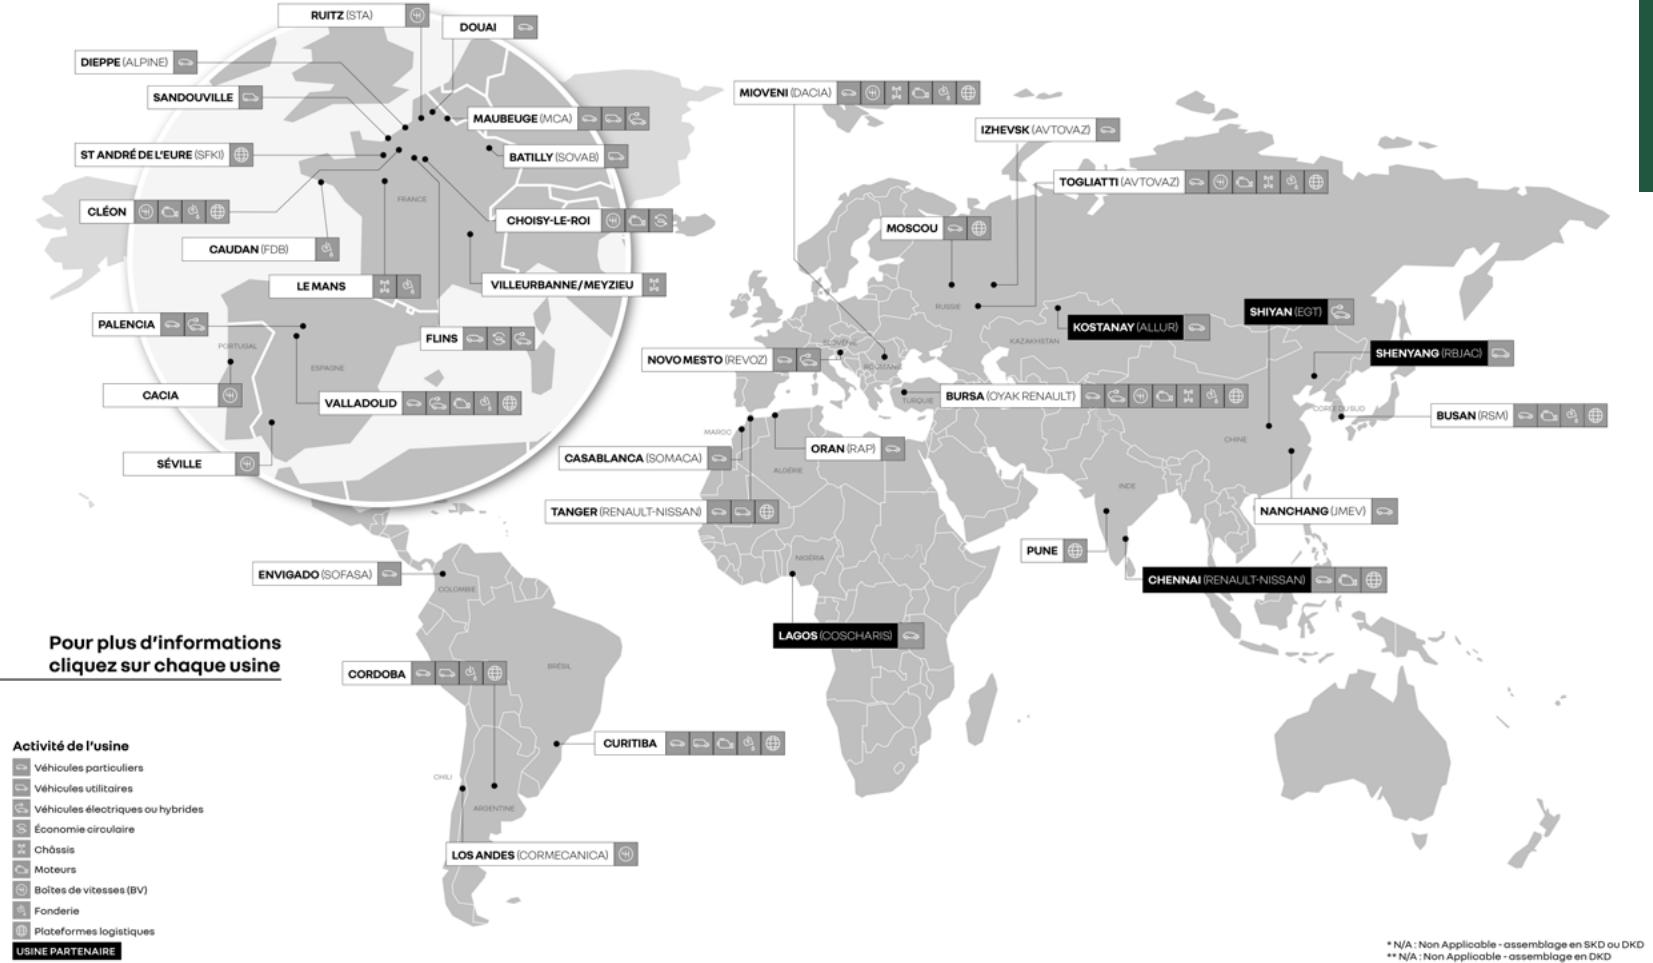 RUITZ (STA)
DOUAI
DIEPPE (ALPINE)
SANDOUVILLE
MAUBEUGE (MCA)
ST ANDRÉ DE L'EURE (SFKI)
BATILLY (SOVAB)
FRANCE
CLÉON
CHOISY-LE-ROI
CAUDAN (FDB)
LE MANS
VILLEURBANNE/MEYZIEU
PALENCIA
FLINS
PORTUGAL
ESPAGNE
CACIA
VALLADOLID
SÉVILLE
MIOVENI (DACIA)
IZHEVSK (AVTOVAZ)
TOGLIATTI (AVTOVAZ)
MOSCOU
RUSSIE
KOSTANAY (ALLUR)
SHIYAN (EGT)
KAZAKHSTAN
SHENYANG (RBJAC)
SLOVÉNIE
NOVO MESTO (REVOZ)
ROUMANIE
BURSA (OYAK RENAULT)
TURQUIE
CORÉE DU SUD
BUSAN (RSM)
MAROC
CHINE
ORAN (RAP)
CASABLANCA (SOMACA)
ALGÉRIE
INDE
TANGER (RENAULT-NISSAN)
NANCHANG (JMEV)
PUNE
NIGÉRIA
ENVIGADO (SOFASA)
COLOMBIE
CHENNAI (RENAULT-NISSAN)
LAGOS (COSCHARIS)
Pour plus d'informations
cliquez sur chaque usine
CORDOBA
BRÉSIL
CURITIBA
CHILI
ARGENTINE
LOS ANDES (CORMECANICA)
Activité de l'usine
Véhicules particuliers
Véhicules utilitaires
Véhicules électriques ou hybrides
Économie circulaire
Châssis
Moteurs
Boîtes de vitesses (BV)
Fonderie
Plateformes logistiques
USINE PARTENAIRE
* N/A : Non Applicable - assemblage en SKD ou DKD
** N/A : Non Applicable - assemblage en DKD